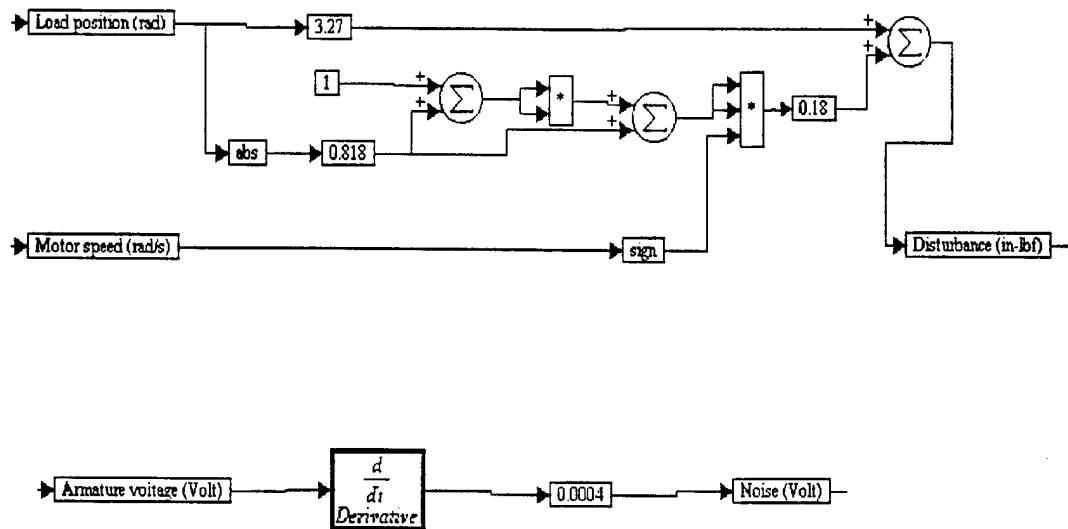 Load position (rad)
3.27
+
Σ
+
1
+
Σ
+
*
+
Σ
+
*
0.18
abs
0.818
Motor speed (rad/s)
sign
Disturbance (in-lbf)
Armature voltage (Volt)
d
dt
Derivative
0.0004
Noise (Volt)